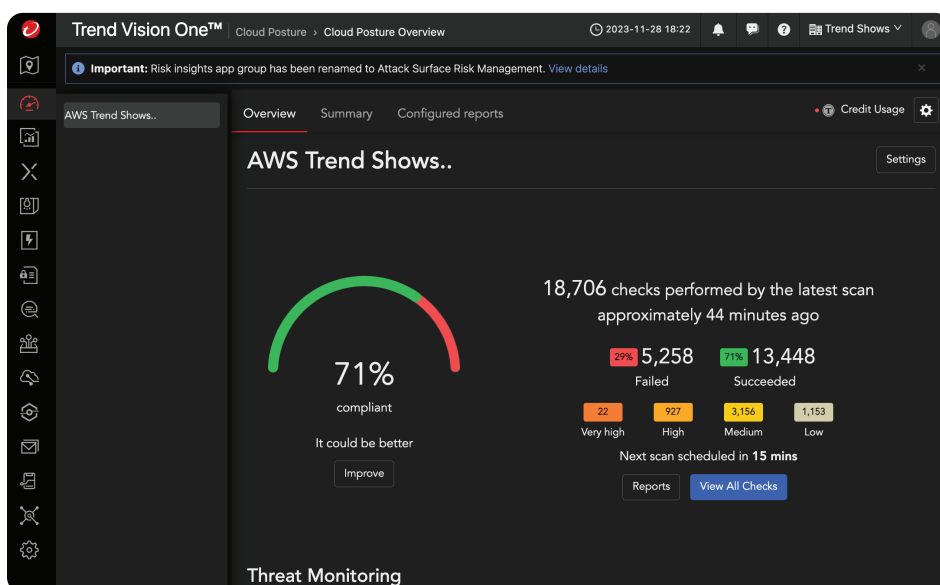 Trend Vision One™ Cloud Posture › Cloud Posture Overview 2023-11-28 18:22 Trend Shows
Important: Risk insights app group has been renamed to Attack Surface Risk Management. View details
AWS Trend Shows..
Overview Summary Configured reports Credit Usage
AWS Trend Shows..
Settings
71%
compliant
It could be better
Improve
18,706 checks performed by the latest scan
approximately 44 minutes ago
29% 5,258 71% 13,448
Failed Succeeded
22 927 3,156 1,153
Very high High Medium Low
Next scan scheduled in 15 mins
Reports View All Checks
Threat Monitoring